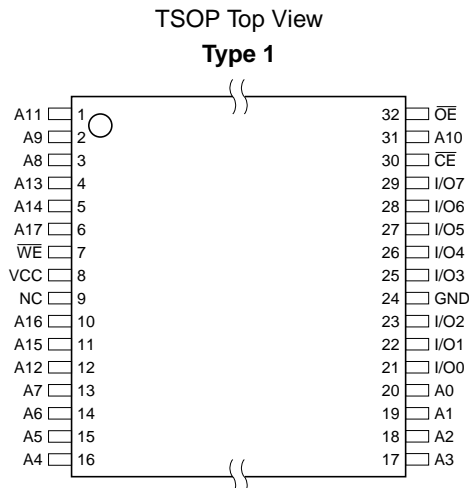 TSOP Top View
Type 1
A11 1 32 O̅E̅
A9 2 31 A10
A8 3 30 C̅E̅
A13 4 29 I/O7
A14 5 28 I/O6
A17 6 27 I/O5
W̅E̅ 7 26 I/O4
VCC 8 25 I/O3
NC 9 24 GND
A16 10 23 I/O2
A15 11 22 I/O1
A12 12 21 I/O0
A7 13 20 A0
A6 14 19 A1
A5 15 18 A2
A4 16 17 A3